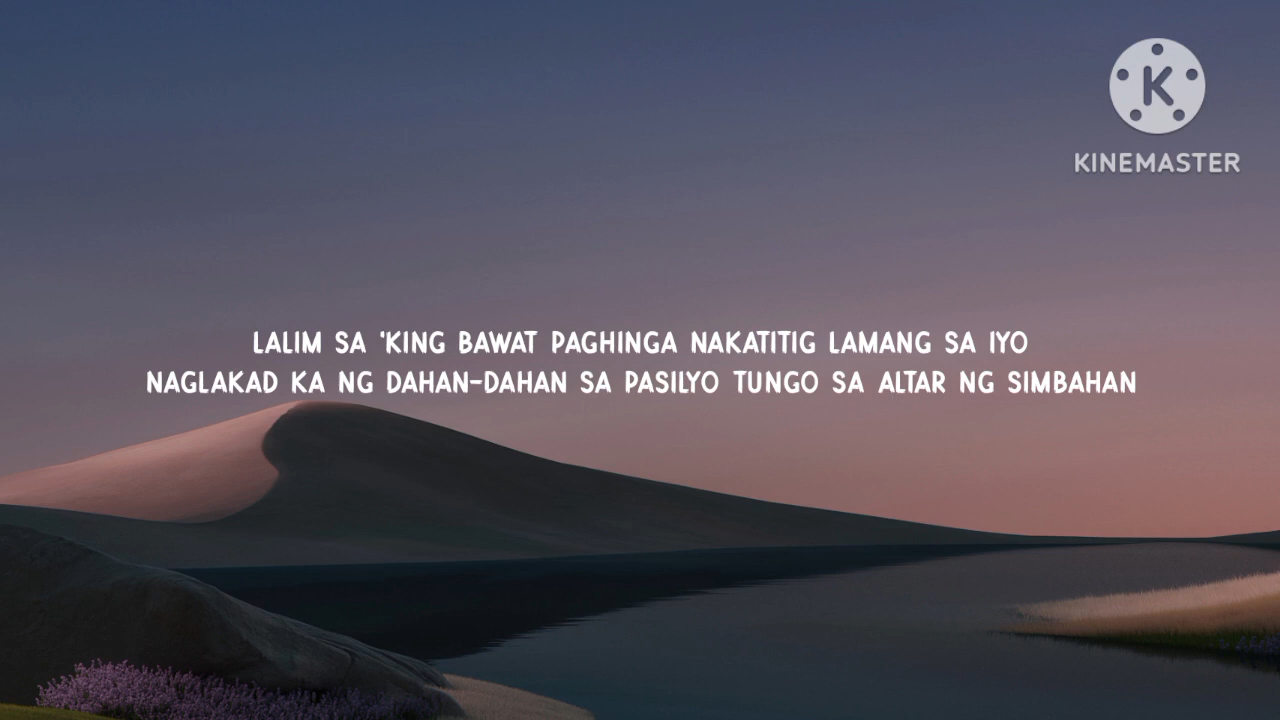 KINEMASTER
LALIM SA 'KING BAWAT PAGHINGA NAKATITIG LAMANG SA IYO
NAGLAKAD KA NG DAHAN-DAHAN SA PASILYO TUNGO SA ALTAR NG SIMBAHAN